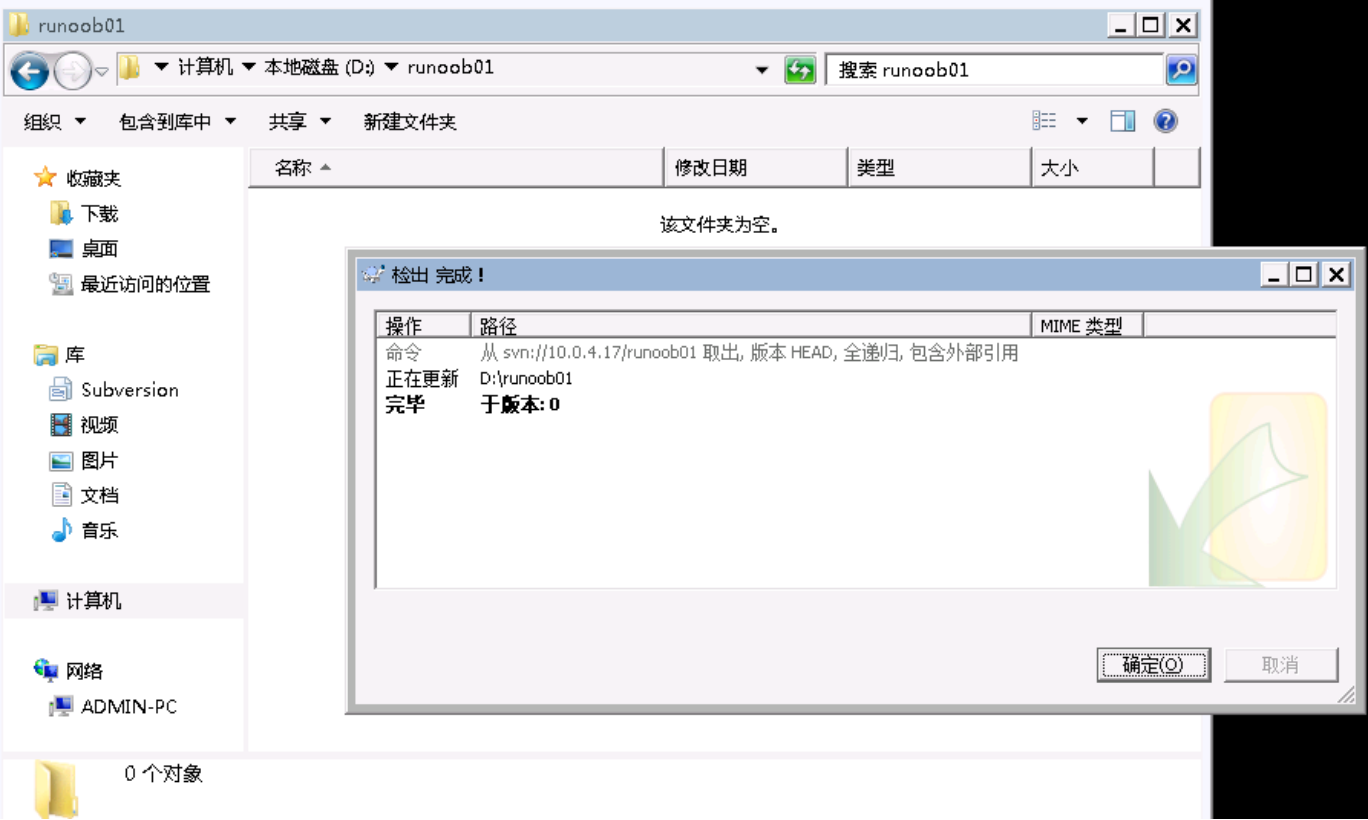 runoob01
计算机 本地磁盘 (D:) runoob01
搜索 runoob01
组织 包含到库中 共享 新建文件夹
名称 修改日期 类型 大小
收藏夹
下载
桌面
最近访问的位置
库
Subversion
视频
图片
文档
音乐
计算机
网络
ADMIN-PC
该文件夹为空。
检出 完成！
操作 路径 MIME 类型
命令 从 svn://10.0.4.17/runoob01 取出, 版本 HEAD, 全递归, 包含外部引用
正在更新 D:\runoob01
完毕 于版本: 0
确定(O) 取消
0 个对象